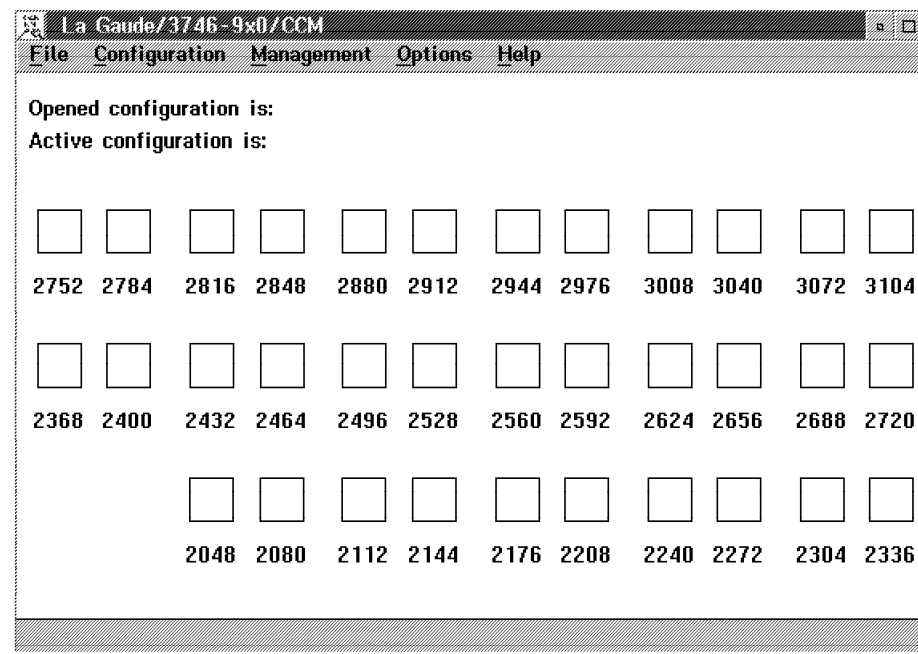 La Gaude/3746-9x0/CCM
File Configuration Management Options Help
Opened configuration is:
Active configuration is:
2752 2784 2816 2848 2880 2912 2944 2976 3008 3040 3072 3104
2368 2400 2432 2464 2496 2528 2560 2592 2624 2656 2688 2720
2048 2080 2112 2144 2176 2208 2240 2272 2304 2336